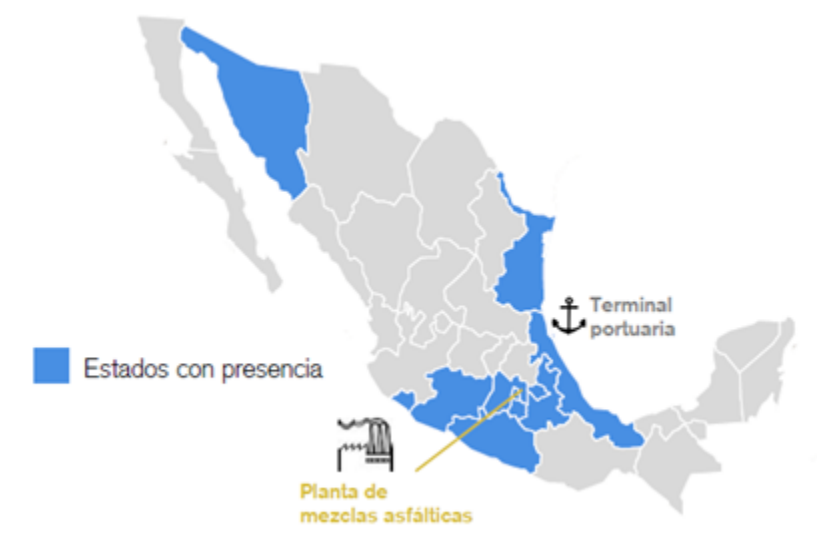 Terminal
portuaria
Estados con presencia
Planta de
mezclas asfálticas